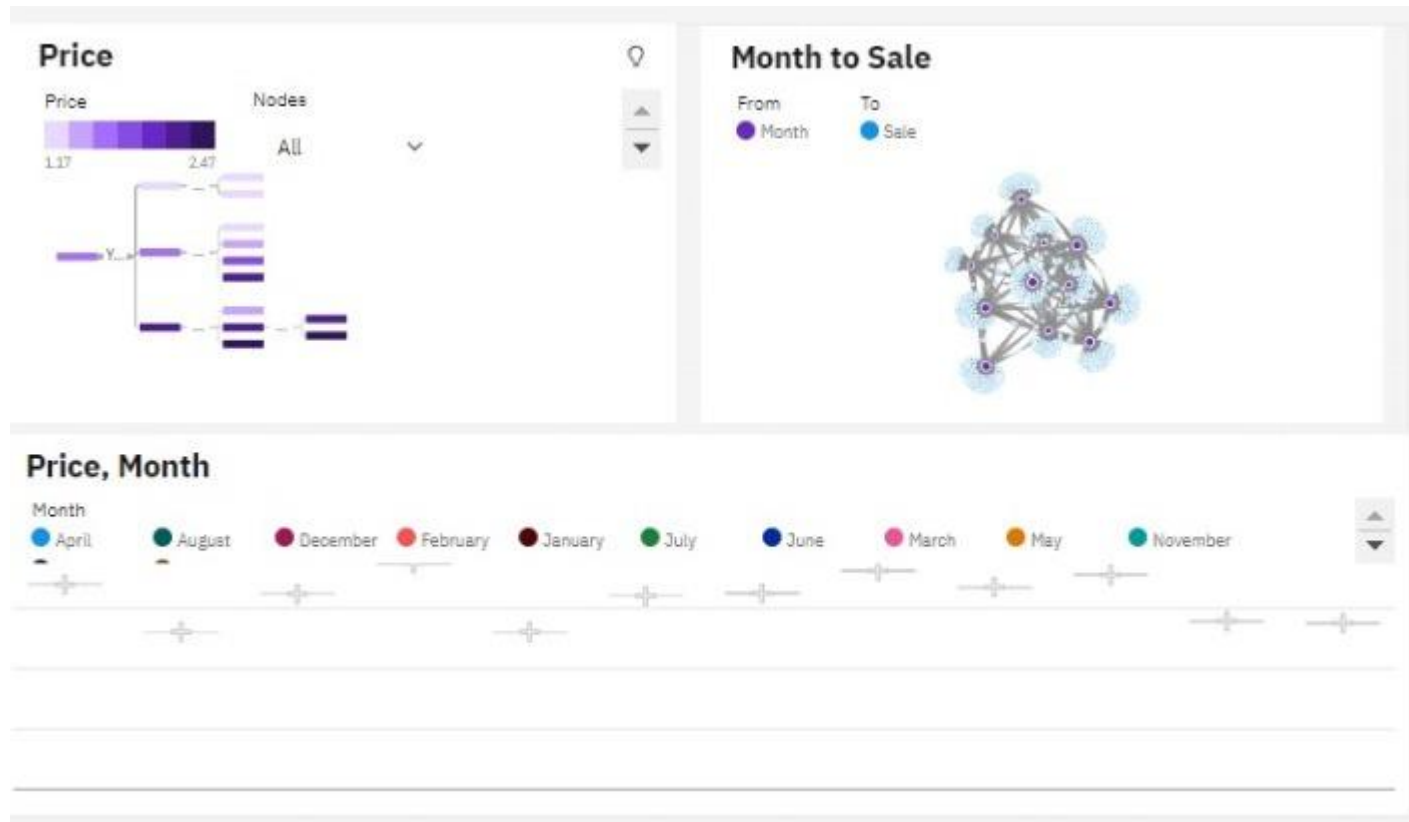 Price
Price
Nodes
All
1.17
2.47
Y...
Month to Sale
From
To
Month
Sale
Price, Month
Month
April
August
December
February
January
July
June
March
May
November